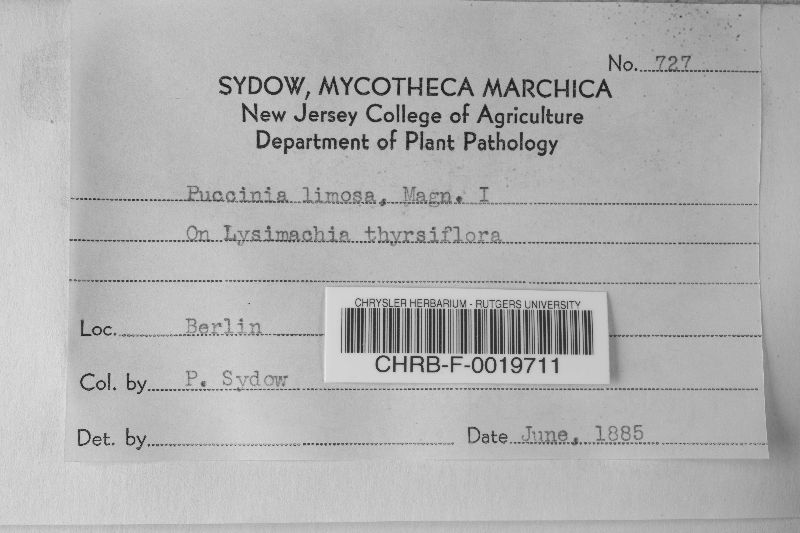 No. 727
SYDOW, MYCOTHECA MARCHICA
New Jersey College of Agriculture
Department of Plant Pathology
Puccinia limosa, Magn. I
On Lysimachia thyrsiflora
Loc. Berlin
CHRYSLER HERBARIUM - RUTGERS UNIVERSITY
CHRB-F-0019711
Col. by P. Sydow
Det. by
Date June, 1885